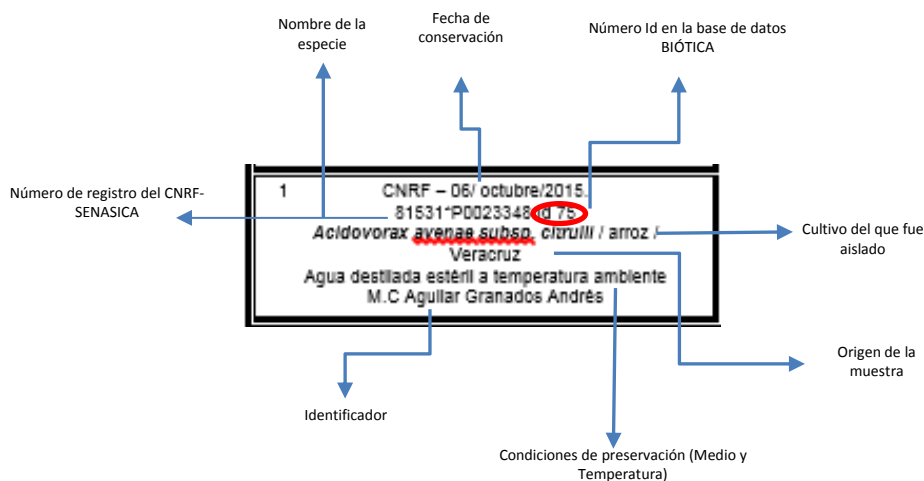 Nombre de la
especie
Fecha de
conservación
Número Id en la base de datos
BIÓTICA
Número de registro del CNRF-
SENASICA
1
CNRF – 06/ octubre/2015.
81531*P0023348 Id 75
Acidovorax avenae subsp. citrulli / arroz /
Veracruz
Agua destilada estéril a temperatura ambiente
M.C Aguilar Granados Andrés
Cultivo del que fue
aislado
Origen de la
muestra
Identificador
Condiciones de preservación (Medio y
Temperatura)